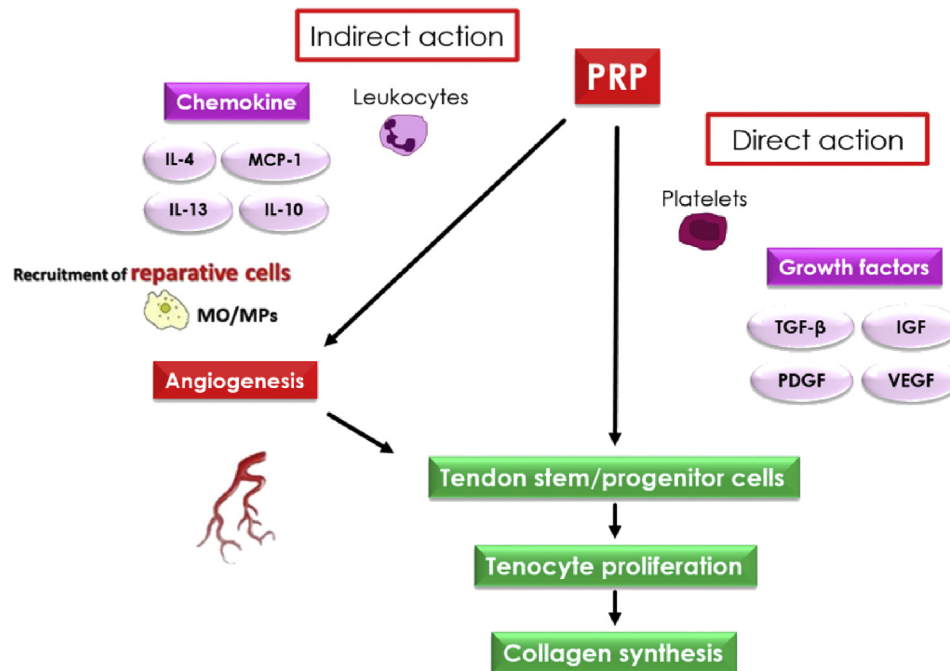 Indirect action
PRP
Chemokine
Leukocytes
IL-4
MCP-1
IL-13
IL-10
Direct action
Platelets
Growth factors
TGF-β
IGF
PDGF
VEGF
Recruitment of reparative cells
MO/MPs
Angiogenesis
Tendon stem/progenitor cells
Tenocyte proliferation
Collagen synthesis